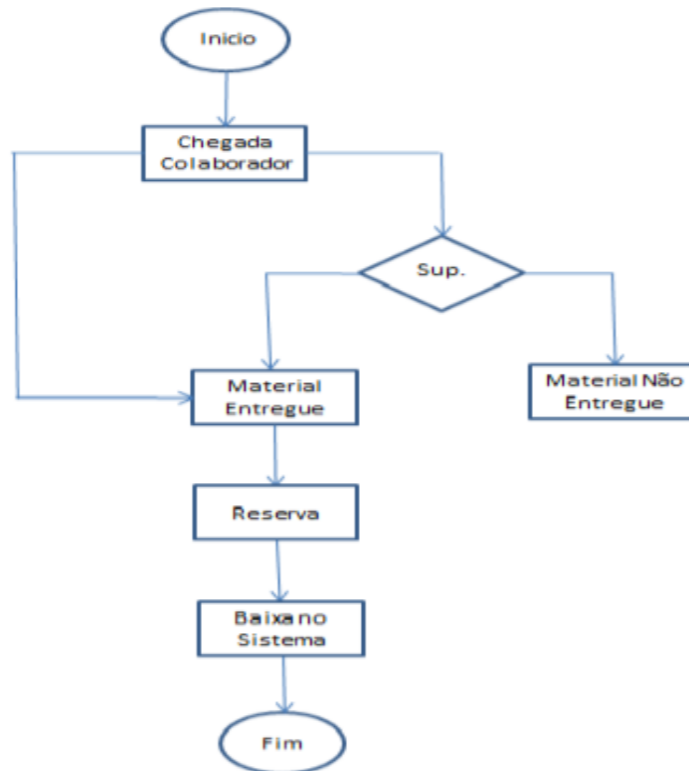 Inicio
Chegada
Colaborador
Sup.
Material
Entregue
Material Não
Entregue
Reserva
Baixa no
Sistema
Fim